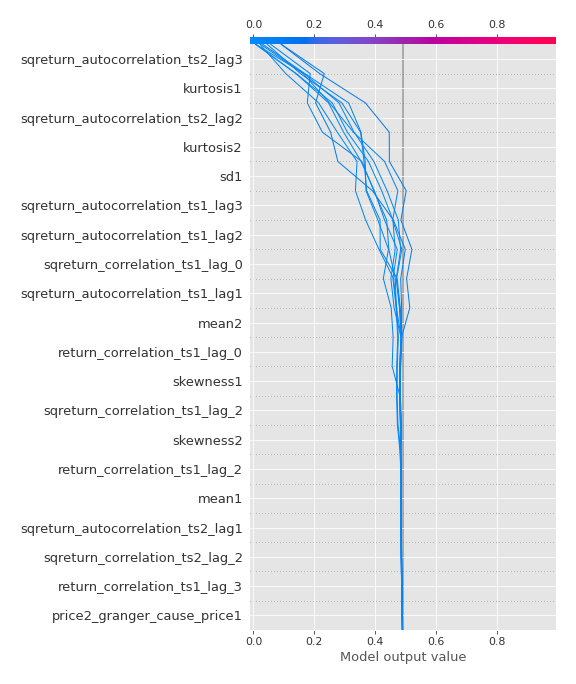 0.0 0.2 0.4 0.6 0.8
sqreturn_autocorrelation_ts2_lag3
kurtosis1
sqreturn_autocorrelation_ts2_lag2
kurtosis2
sd1
sqreturn_autocorrelation_ts1_lag3
sqreturn_autocorrelation_ts1_lag2
sqreturn_correlation_ts1_lag_0
sqreturn_autocorrelation_ts1_lag1
mean2
return_correlation_ts1_lag_0
skewness1
sqreturn_correlation_ts1_lag_2
skewness2
return_correlation_ts1_lag_2
mean1
sqreturn_autocorrelation_ts2_lag1
sqreturn_correlation_ts2_lag_2
return_correlation_ts1_lag_3
price2_granger_cause_price1
0.0 0.2 0.4 0.6 0.8
Model output value